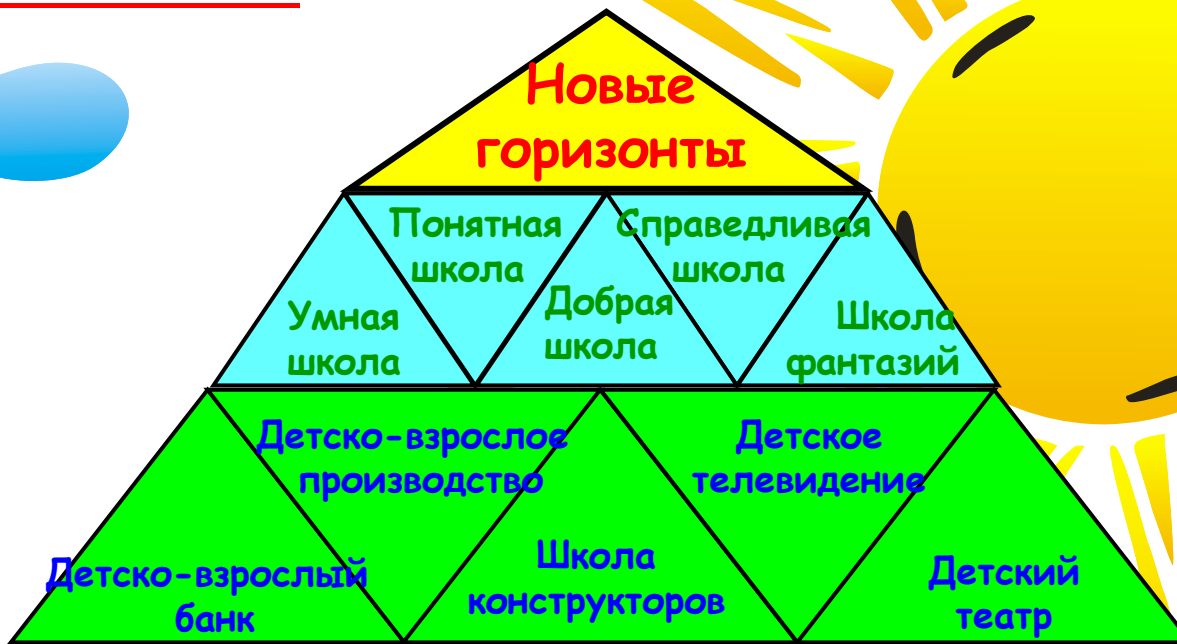 Новые
горизонты
Понятная
школа
Справедливая
школа
Умная
школа
Добрая
школа
Школа
фантазий
Детско-взрослое
производство
Детское
телевидение
Детско-взрослый
банк
Школа
конструкторов
Детский
театр